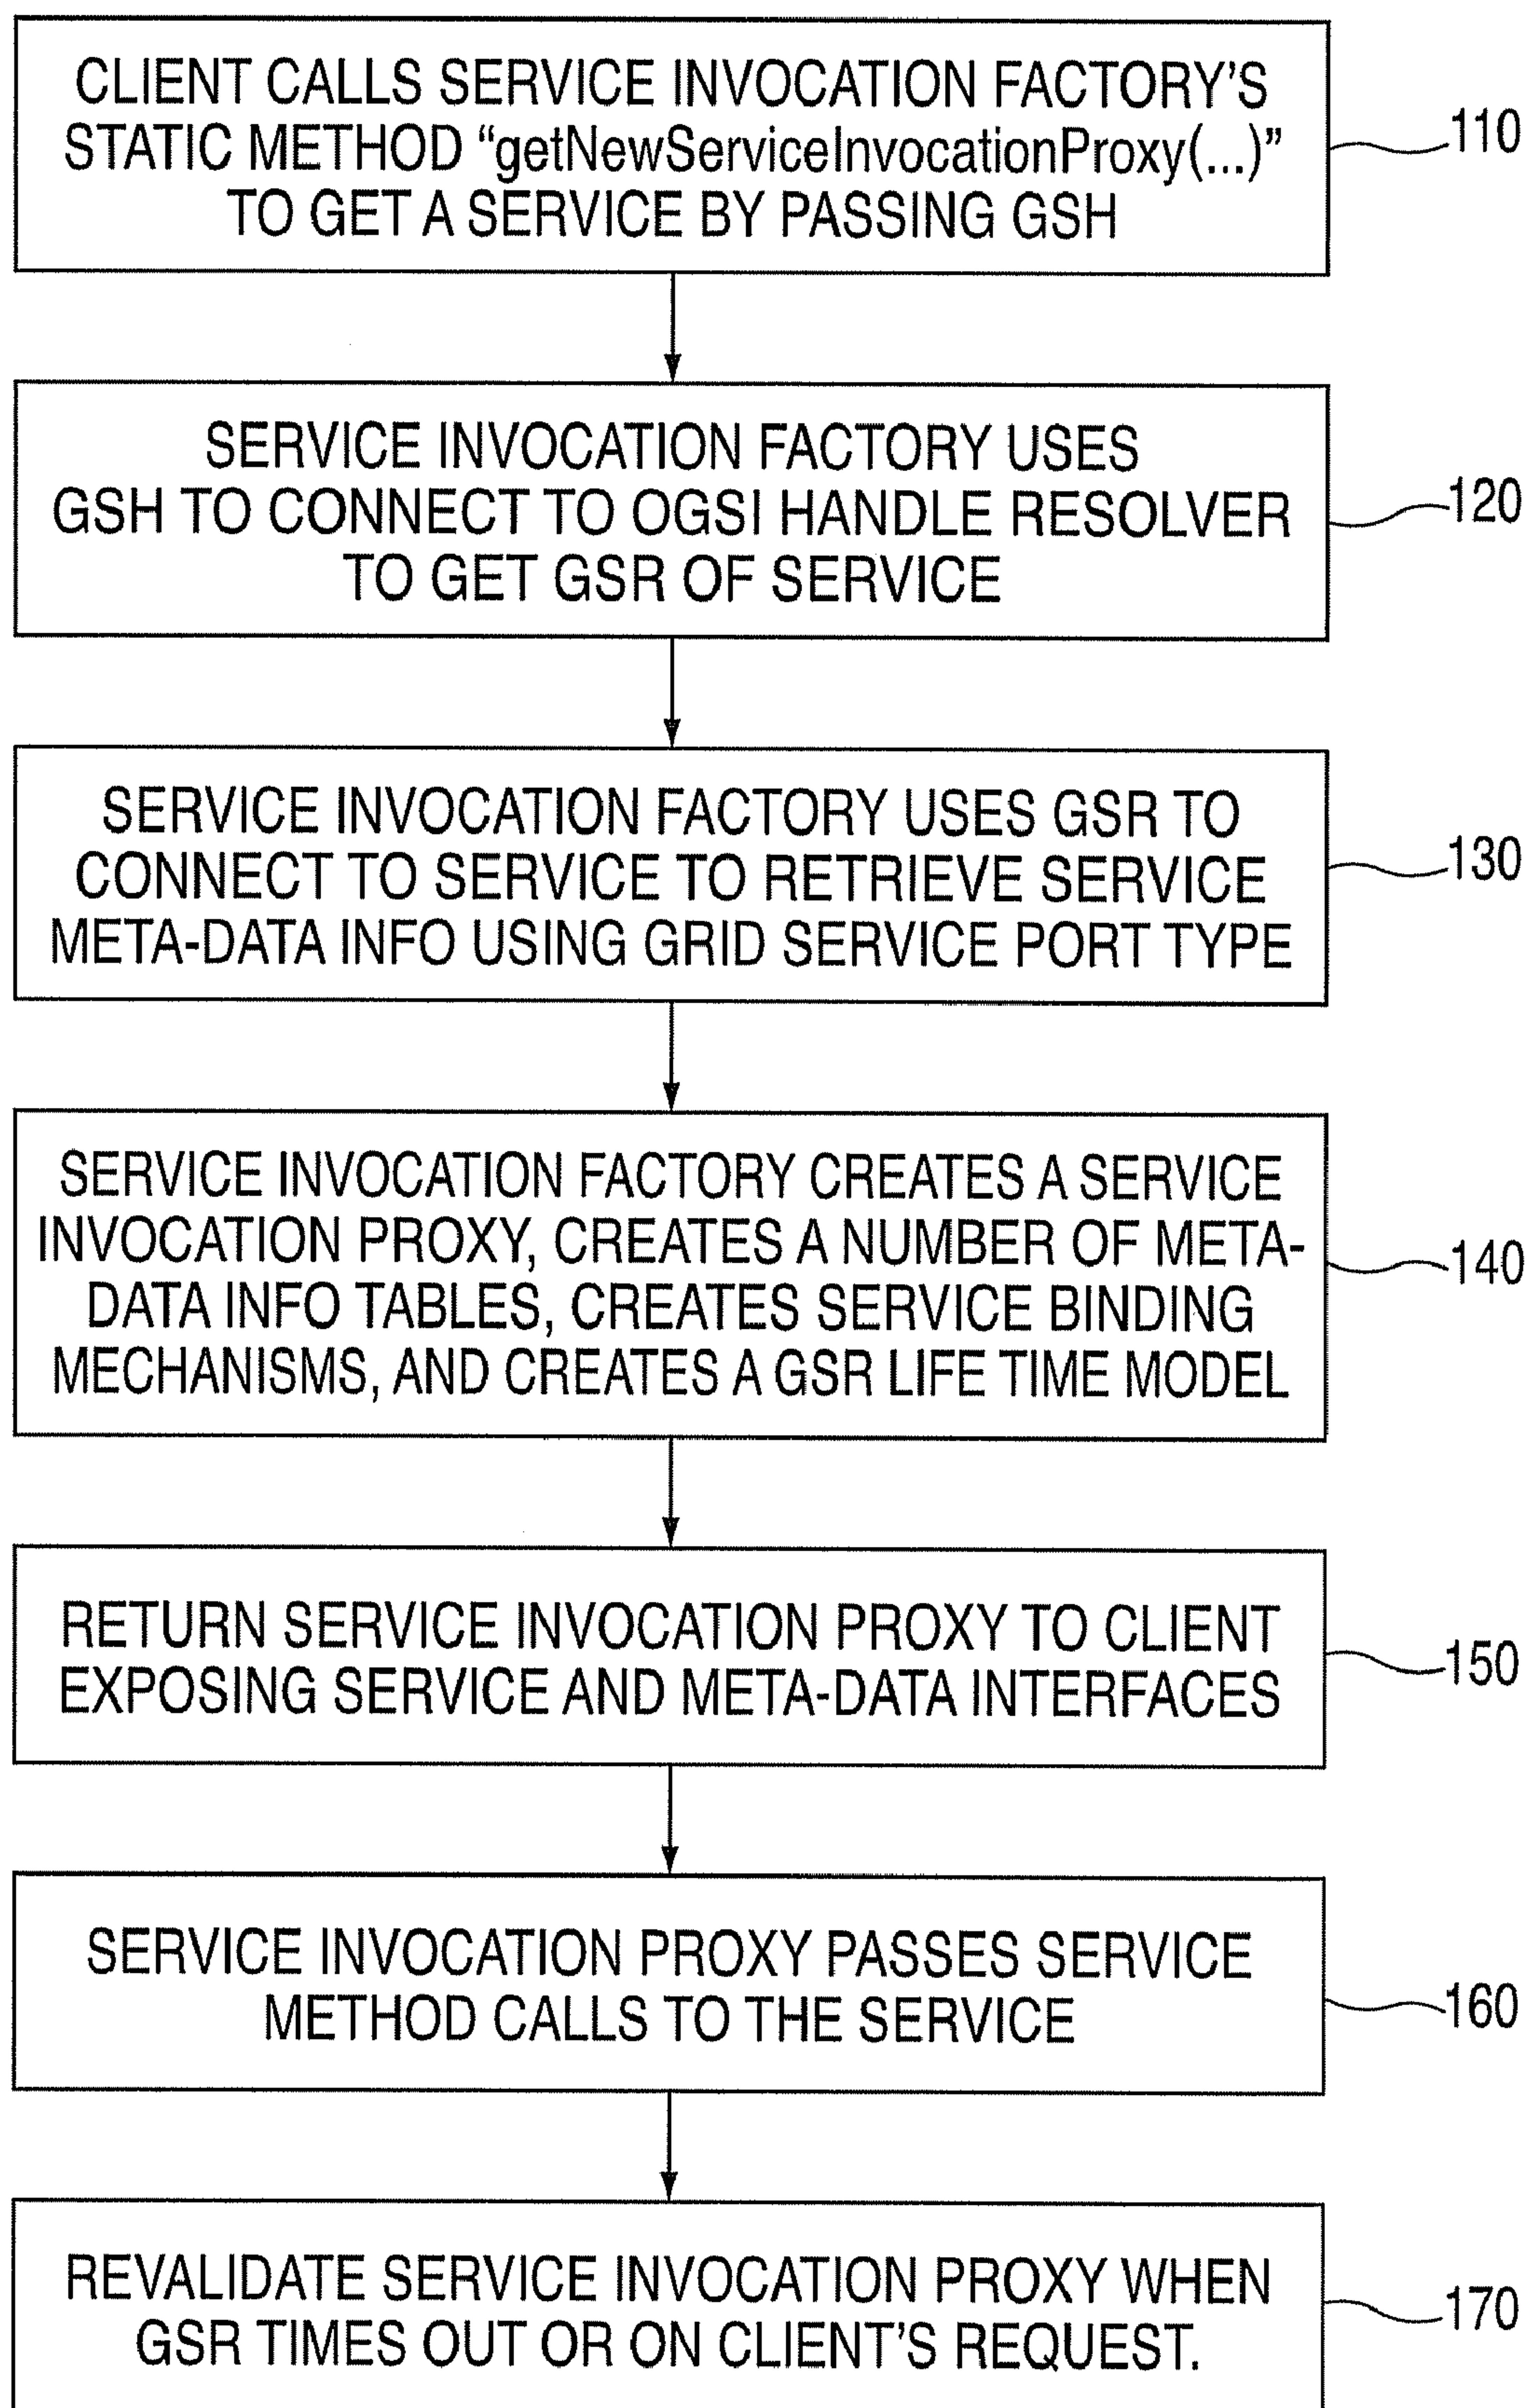 CLIENT CALLS SERVICE INVOCATION FACTORY'S
STATIC METHOD “getNewServiceInvocationProxy(...)”
TO GET A SERVICE BY PASSING GSH
110
SERVICE INVOCATION FACTORY USES
GSH TO CONNECT TO OGSI HANDLE RESOLVER
TO GET GSR OF SERVICE
120
SERVICE INVOCATION FACTORY USES GSR TO
CONNECT TO SERVICE TO RETRIEVE SERVICE
META-DATA INFO USING GRID SERVICE PORT TYPE
130
SERVICE INVOCATION FACTORY CREATES A SERVICE
INVOCATION PROXY, CREATES A NUMBER OF META-
DATA INFO TABLES, CREATES SERVICE BINDING
MECHANISMS, AND CREATES A GSR LIFE TIME MODEL
140
RETURN SERVICE INVOCATION PROXY TO CLIENT
EXPOSING SERVICE AND META-DATA INTERFACES
150
SERVICE INVOCATION PROXY PASSES SERVICE
METHOD CALLS TO THE SERVICE
160
REVALIDATE SERVICE INVOCATION PROXY WHEN
GSR TIMES OUT OR ON CLIENT'S REQUEST.
170